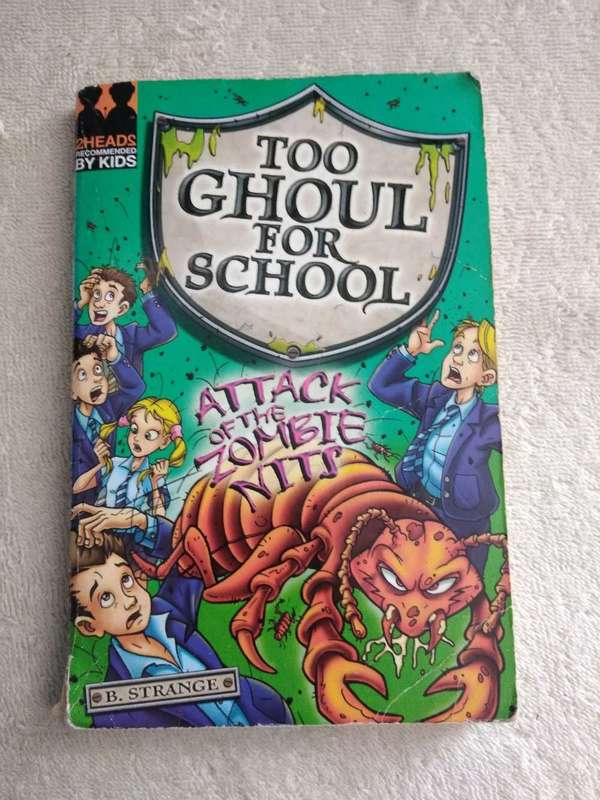 2HEADS
RECOMMENDED
BY KIDS
TOO
GHOUL
FOR
SCHOOL
ATTACK
OF THE
ZOMBIE
NITS
B. STRANGE